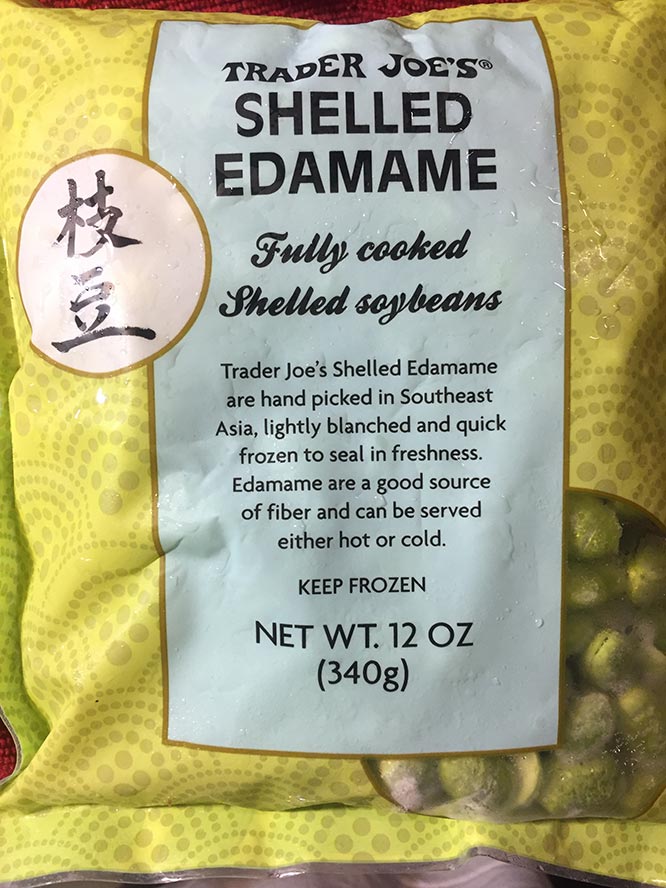 TRADER JOE'S®
SHELLED
EDAMAME
枝
豆
Fully cooked
Shelled soybeans
Trader Joe's Shelled Edamame
are hand picked in Southeast
Asia, lightly blanched and quick
frozen to seal in freshness.
Edamame are a good source
of fiber and can be served
either hot or cold.
KEEP FROZEN
NET WT. 12 OZ
(340g)